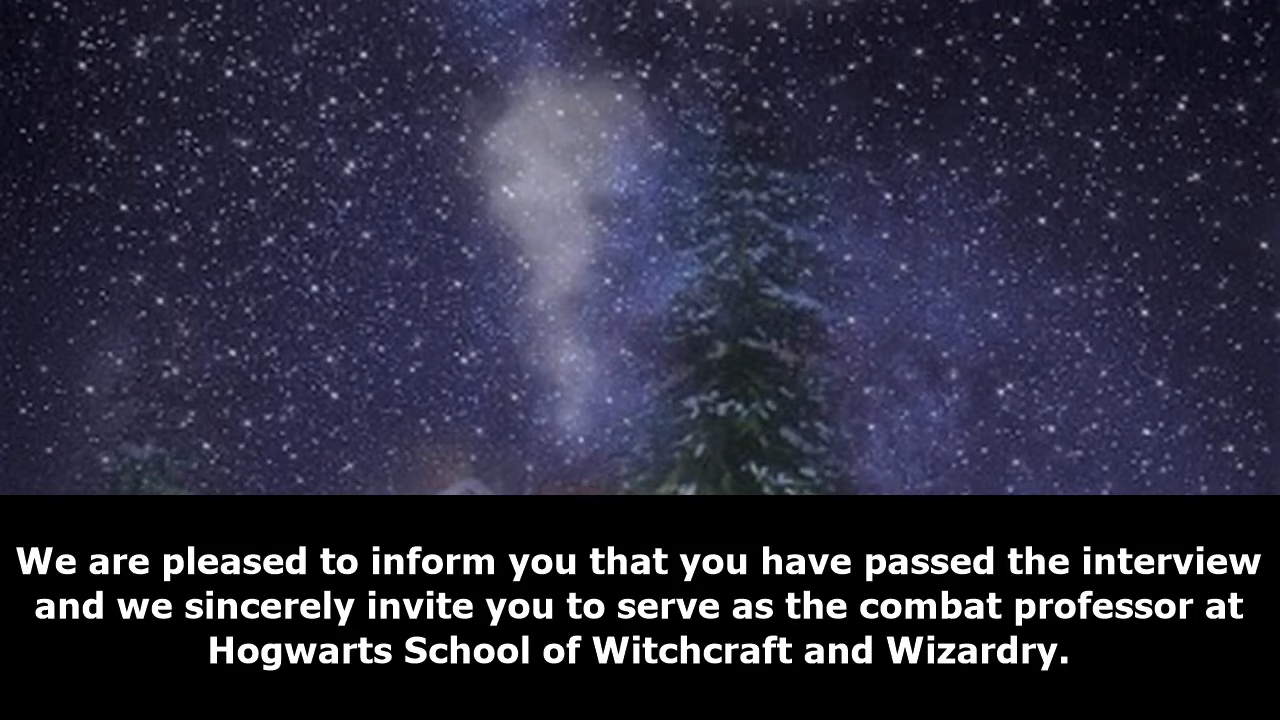 We are pleased to inform you that you have passed the interview
and we sincerely invite you to serve as the combat professor at
Hogwarts School of Witchcraft and Wizardry.